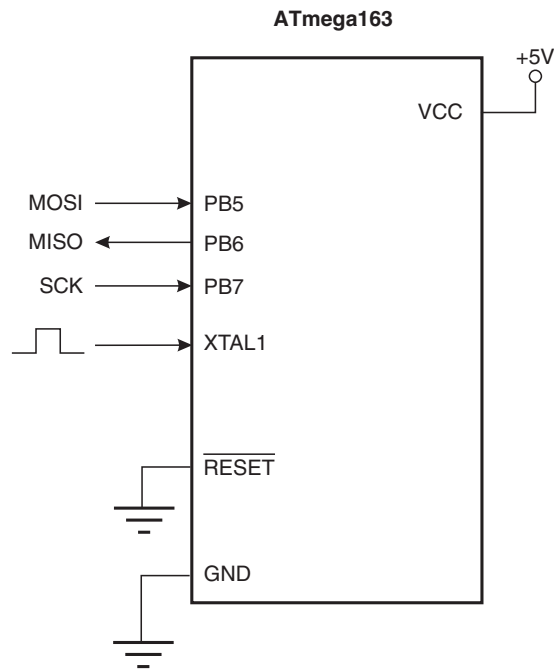 ATmega163
+5V
VCC
MOSI PB5
MISO PB6
SCK PB7
XTAL1
RESET
GND